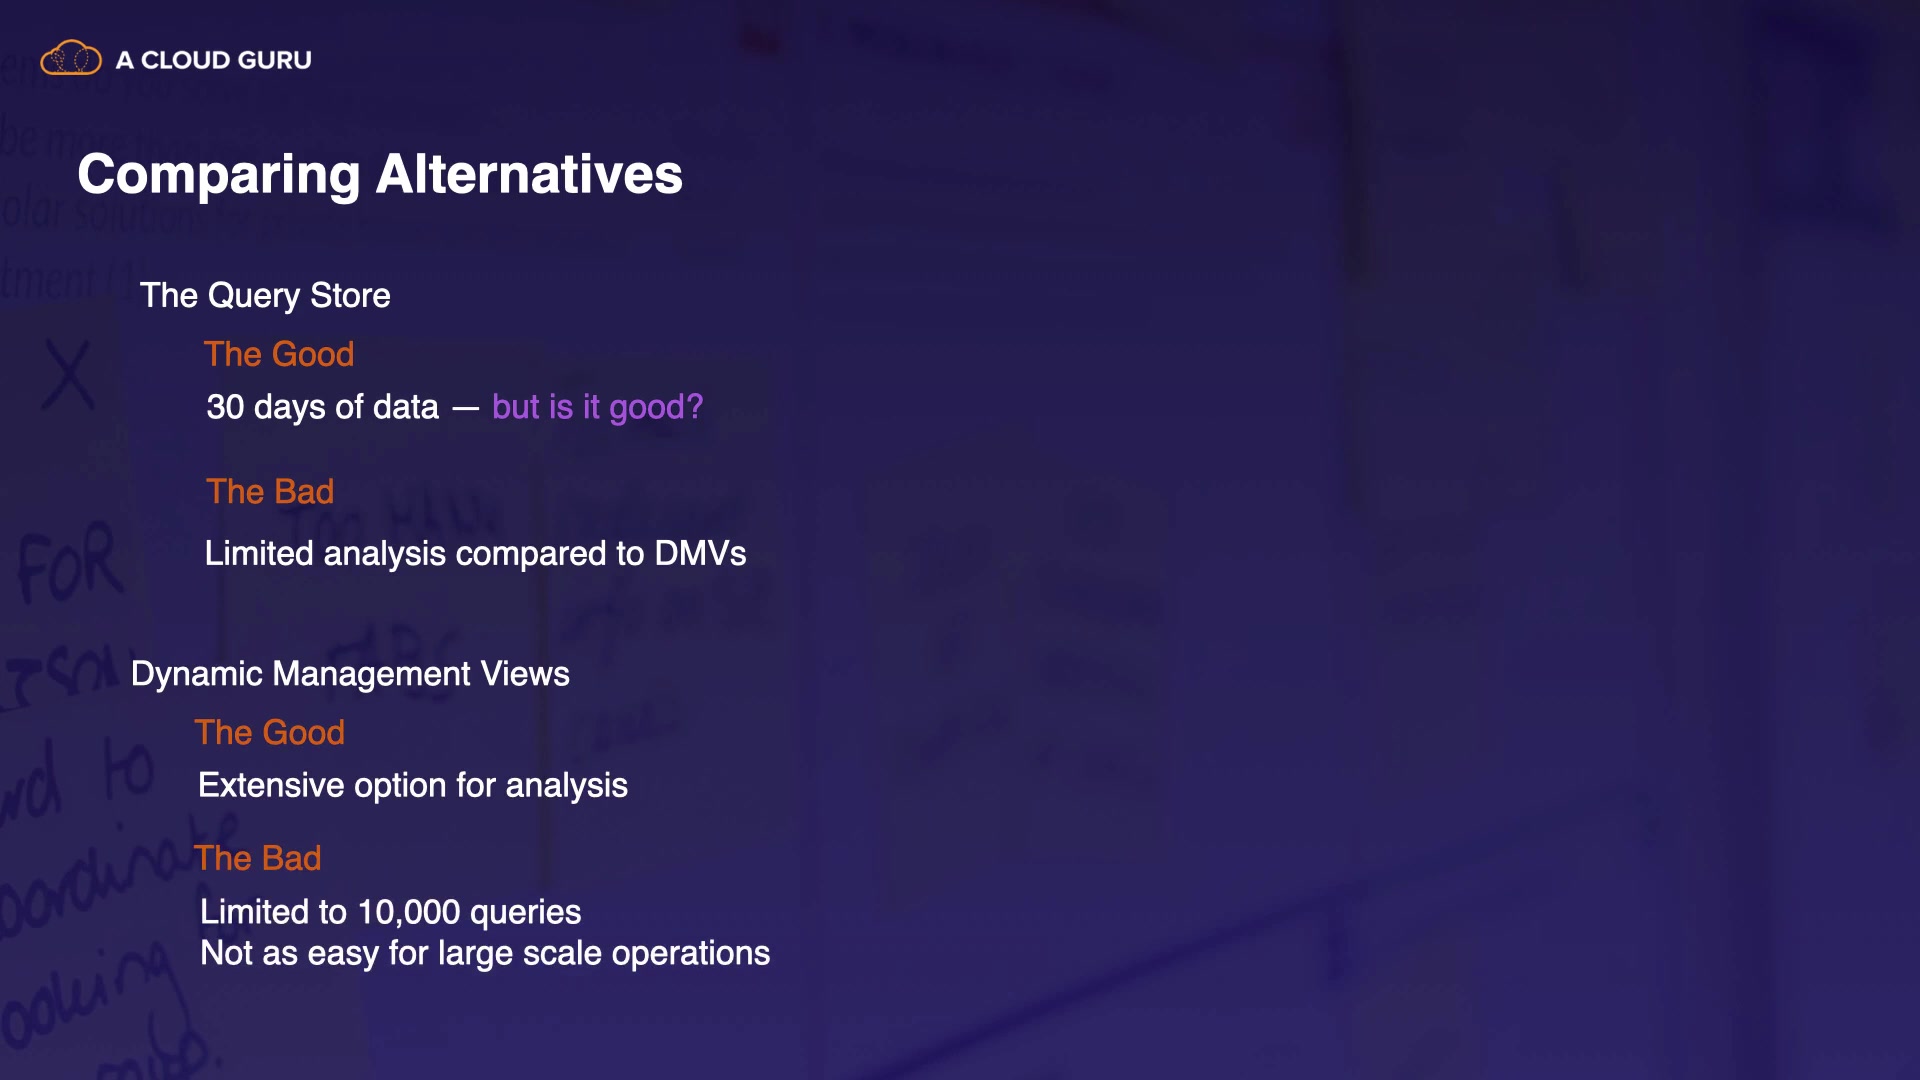 A CLOUD GURU
Comparing Alternatives
The Query Store
The Good
30 days of data — but is it good?
The Bad
Limited analysis compared to DMVs
Dynamic Management Views
The Good
Extensive option for analysis
The Bad
Limited to 10,000 queries
Not as easy for large scale operations
X
FOR
to